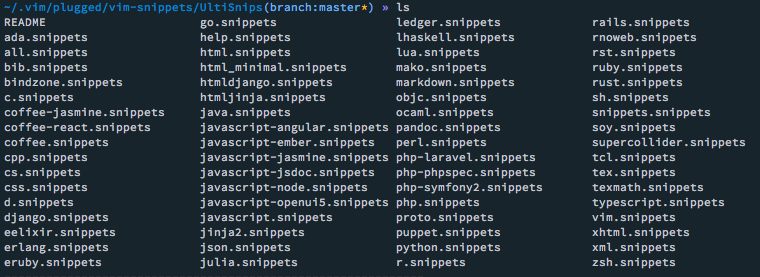 ~/.vim/plugged/vim-snippets/UltiSnips(branch:master*) » ls
README go.snippets ledger.snippets rails.snippets
ada.snippets help.snippets lhaskell.snippets rnoweb.snippets
all.snippets html.snippets lua.snippets rst.snippets
bib.snippets html_minimal.snippets mako.snippets ruby.snippets
bindzone.snippets htmldjango.snippets markdown.snippets rust.snippets
c.snippets htmljinja.snippets objc.snippets sh.snippets
coffee-jasmine.snippets java.snippets ocaml.snippets snippets.snippets
coffee-react.snippets javascript-angular.snippets pandoc.snippets soy.snippets
coffee.snippets javascript-ember.snippets perl.snippets supercollider.snippets
cpp.snippets javascript-jasmine.snippets php-laravel.snippets tcl.snippets
cs.snippets javascript-jsdoc.snippets php-phpspec.snippets tex.snippets
css.snippets javascript-node.snippets php-symfony2.snippets texmath.snippets
d.snippets javascript-openui5.snippets php.snippets typescript.snippets
django.snippets javascript.snippets proto.snippets vim.snippets
eelixir.snippets jinja2.snippets puppet.snippets xhtml.snippets
erlang.snippets json.snippets python.snippets xml.snippets
eruby.snippets julia.snippets r.snippets zsh.snippets